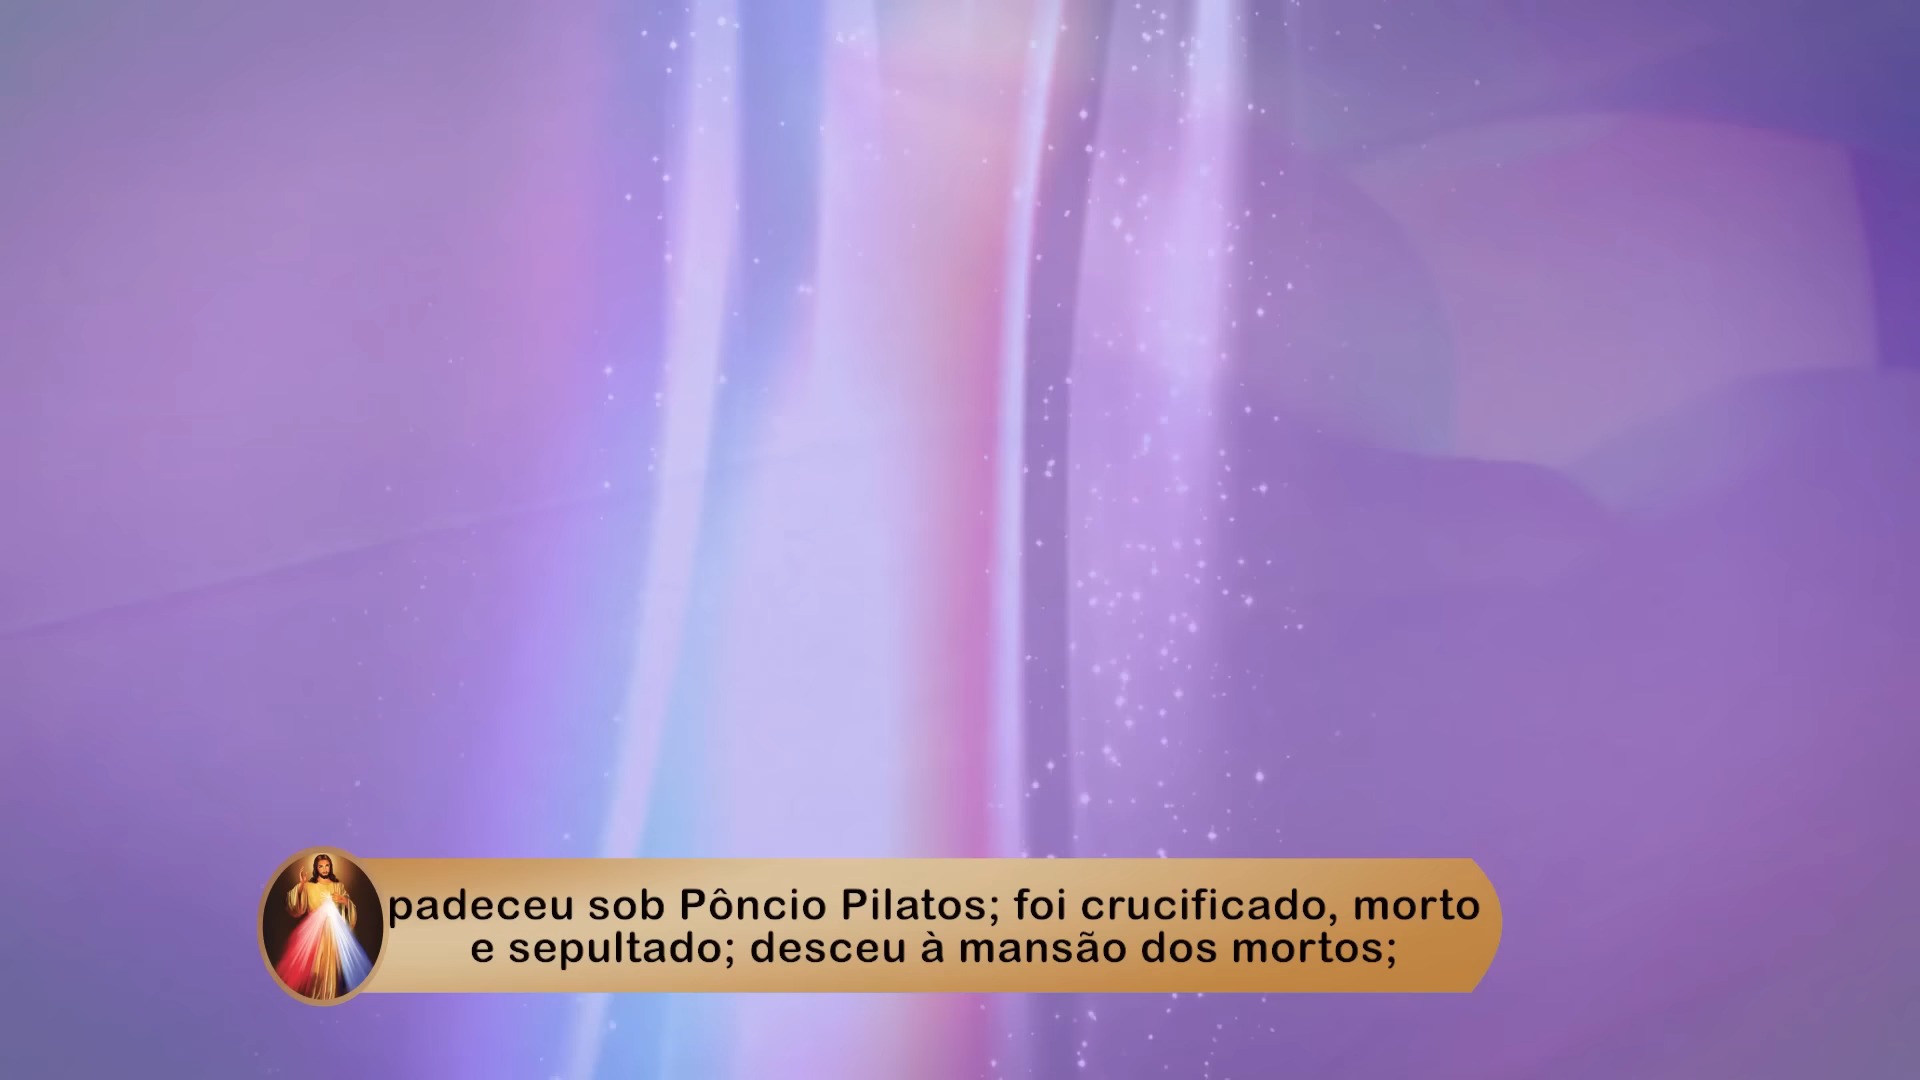 padeceu sob Pôncio Pilatos; foi crucificado, morto
e sepultado; desceu à mansão dos mortos;